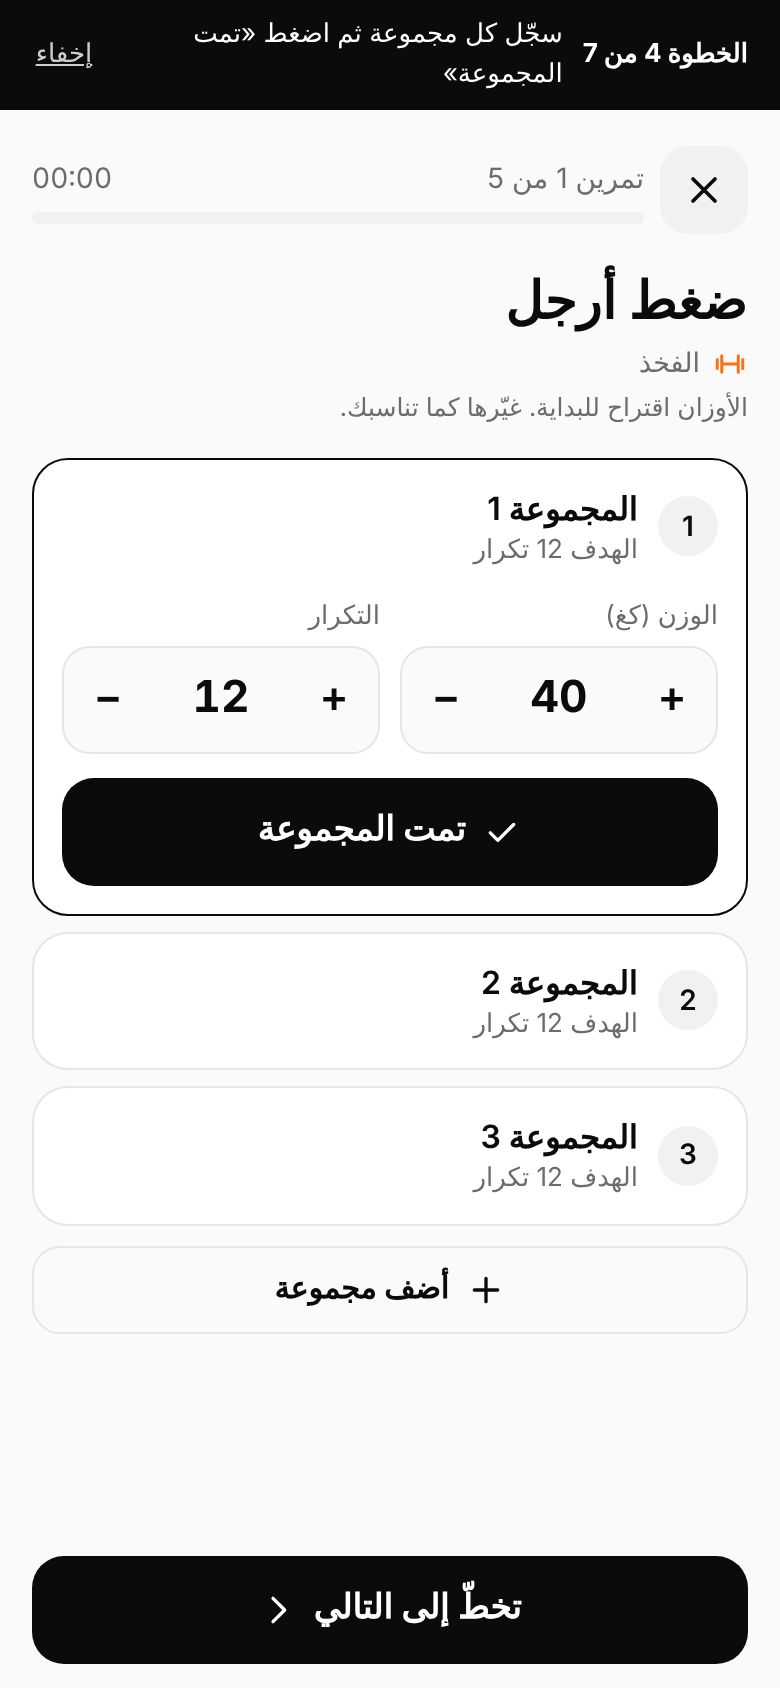 الخطوة 4 من 7
سجّل كل مجموعة ثم اضغط «تمت
المجموعة»
إخفاء
تمرين 1 من 5
00:00
ضغط أرجل
الفخذ
الأوزان اقتراح للبداية. غيّرها كما تناسبك.
1
المجموعة 1
الهدف 12 تكرار
الوزن (كغ)
التكرار
+ 40 −
+ 12 −
تمت المجموعة
2
المجموعة 2
الهدف 12 تكرار
3
المجموعة 3
الهدف 12 تكرار
أضف مجموعة
تخطّ إلى التالي